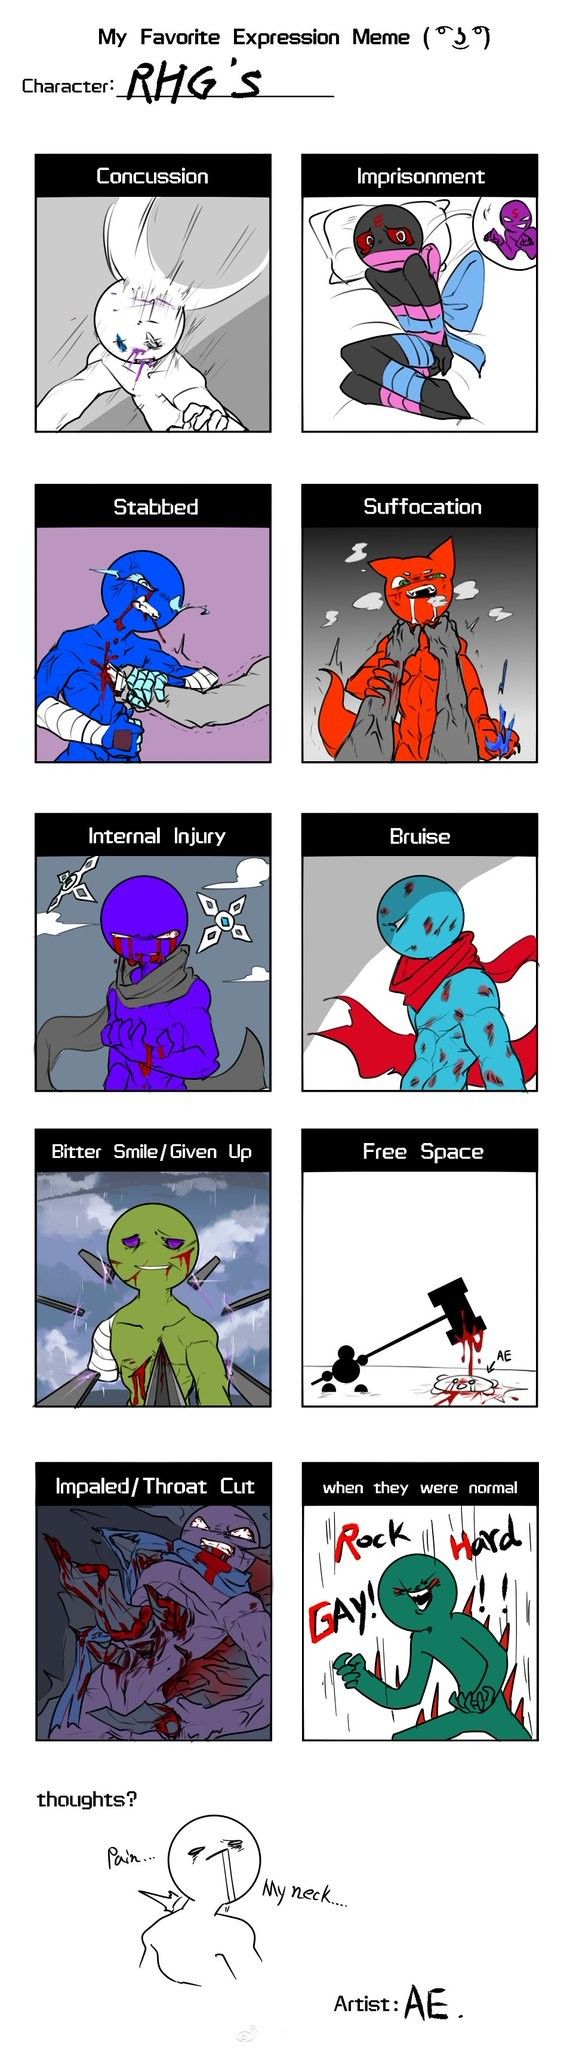 My Favorite Expression Meme ( ͡° ͜ʖ ͡°)
Character: RHG's
Concussion
Imprisonment
E
S
Stabbed
Suffocation
Internal Injury
Bruise
Bitter Smile/Given Up
Free Space
AE
Impaled/Throat Cut
when they were normal
Rock Hard
Gay! !!
thoughts?
Pain...
My neck....
Artist: AE.